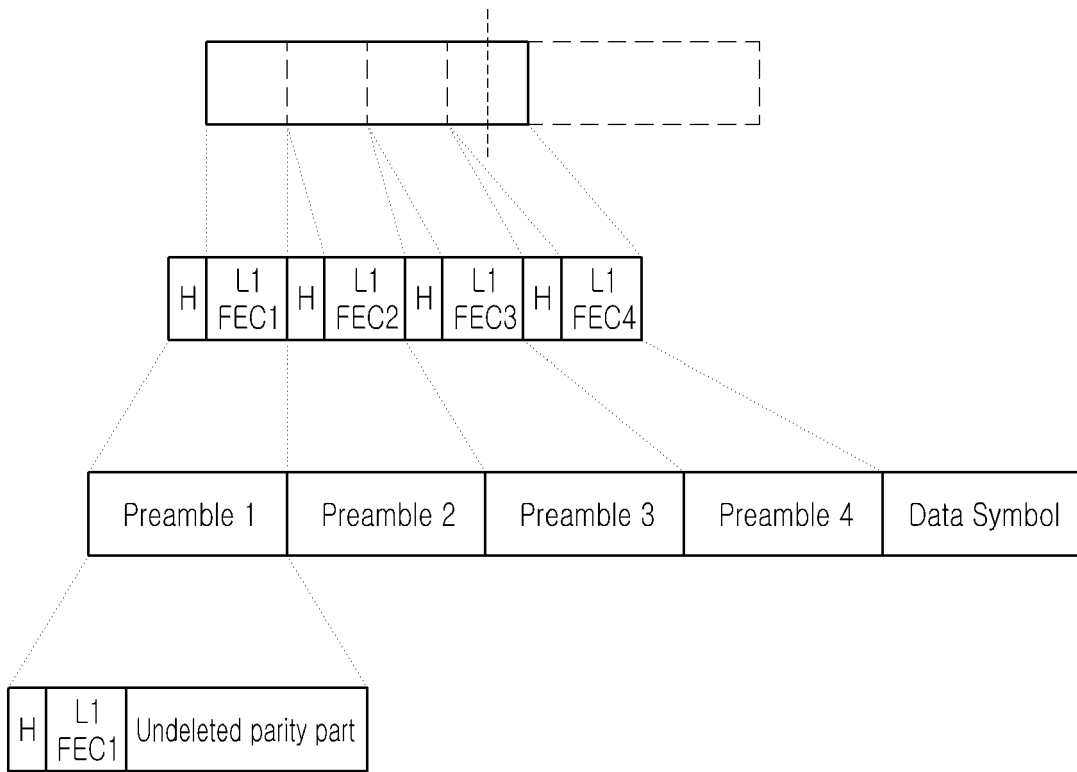 H L1 FEC1 H L1 FEC2 H L1 FEC3 H L1 FEC4
Preamble 1 Preamble 2 Preamble 3 Preamble 4 Data Symbol
H L1 FEC1 Undeleted parity part